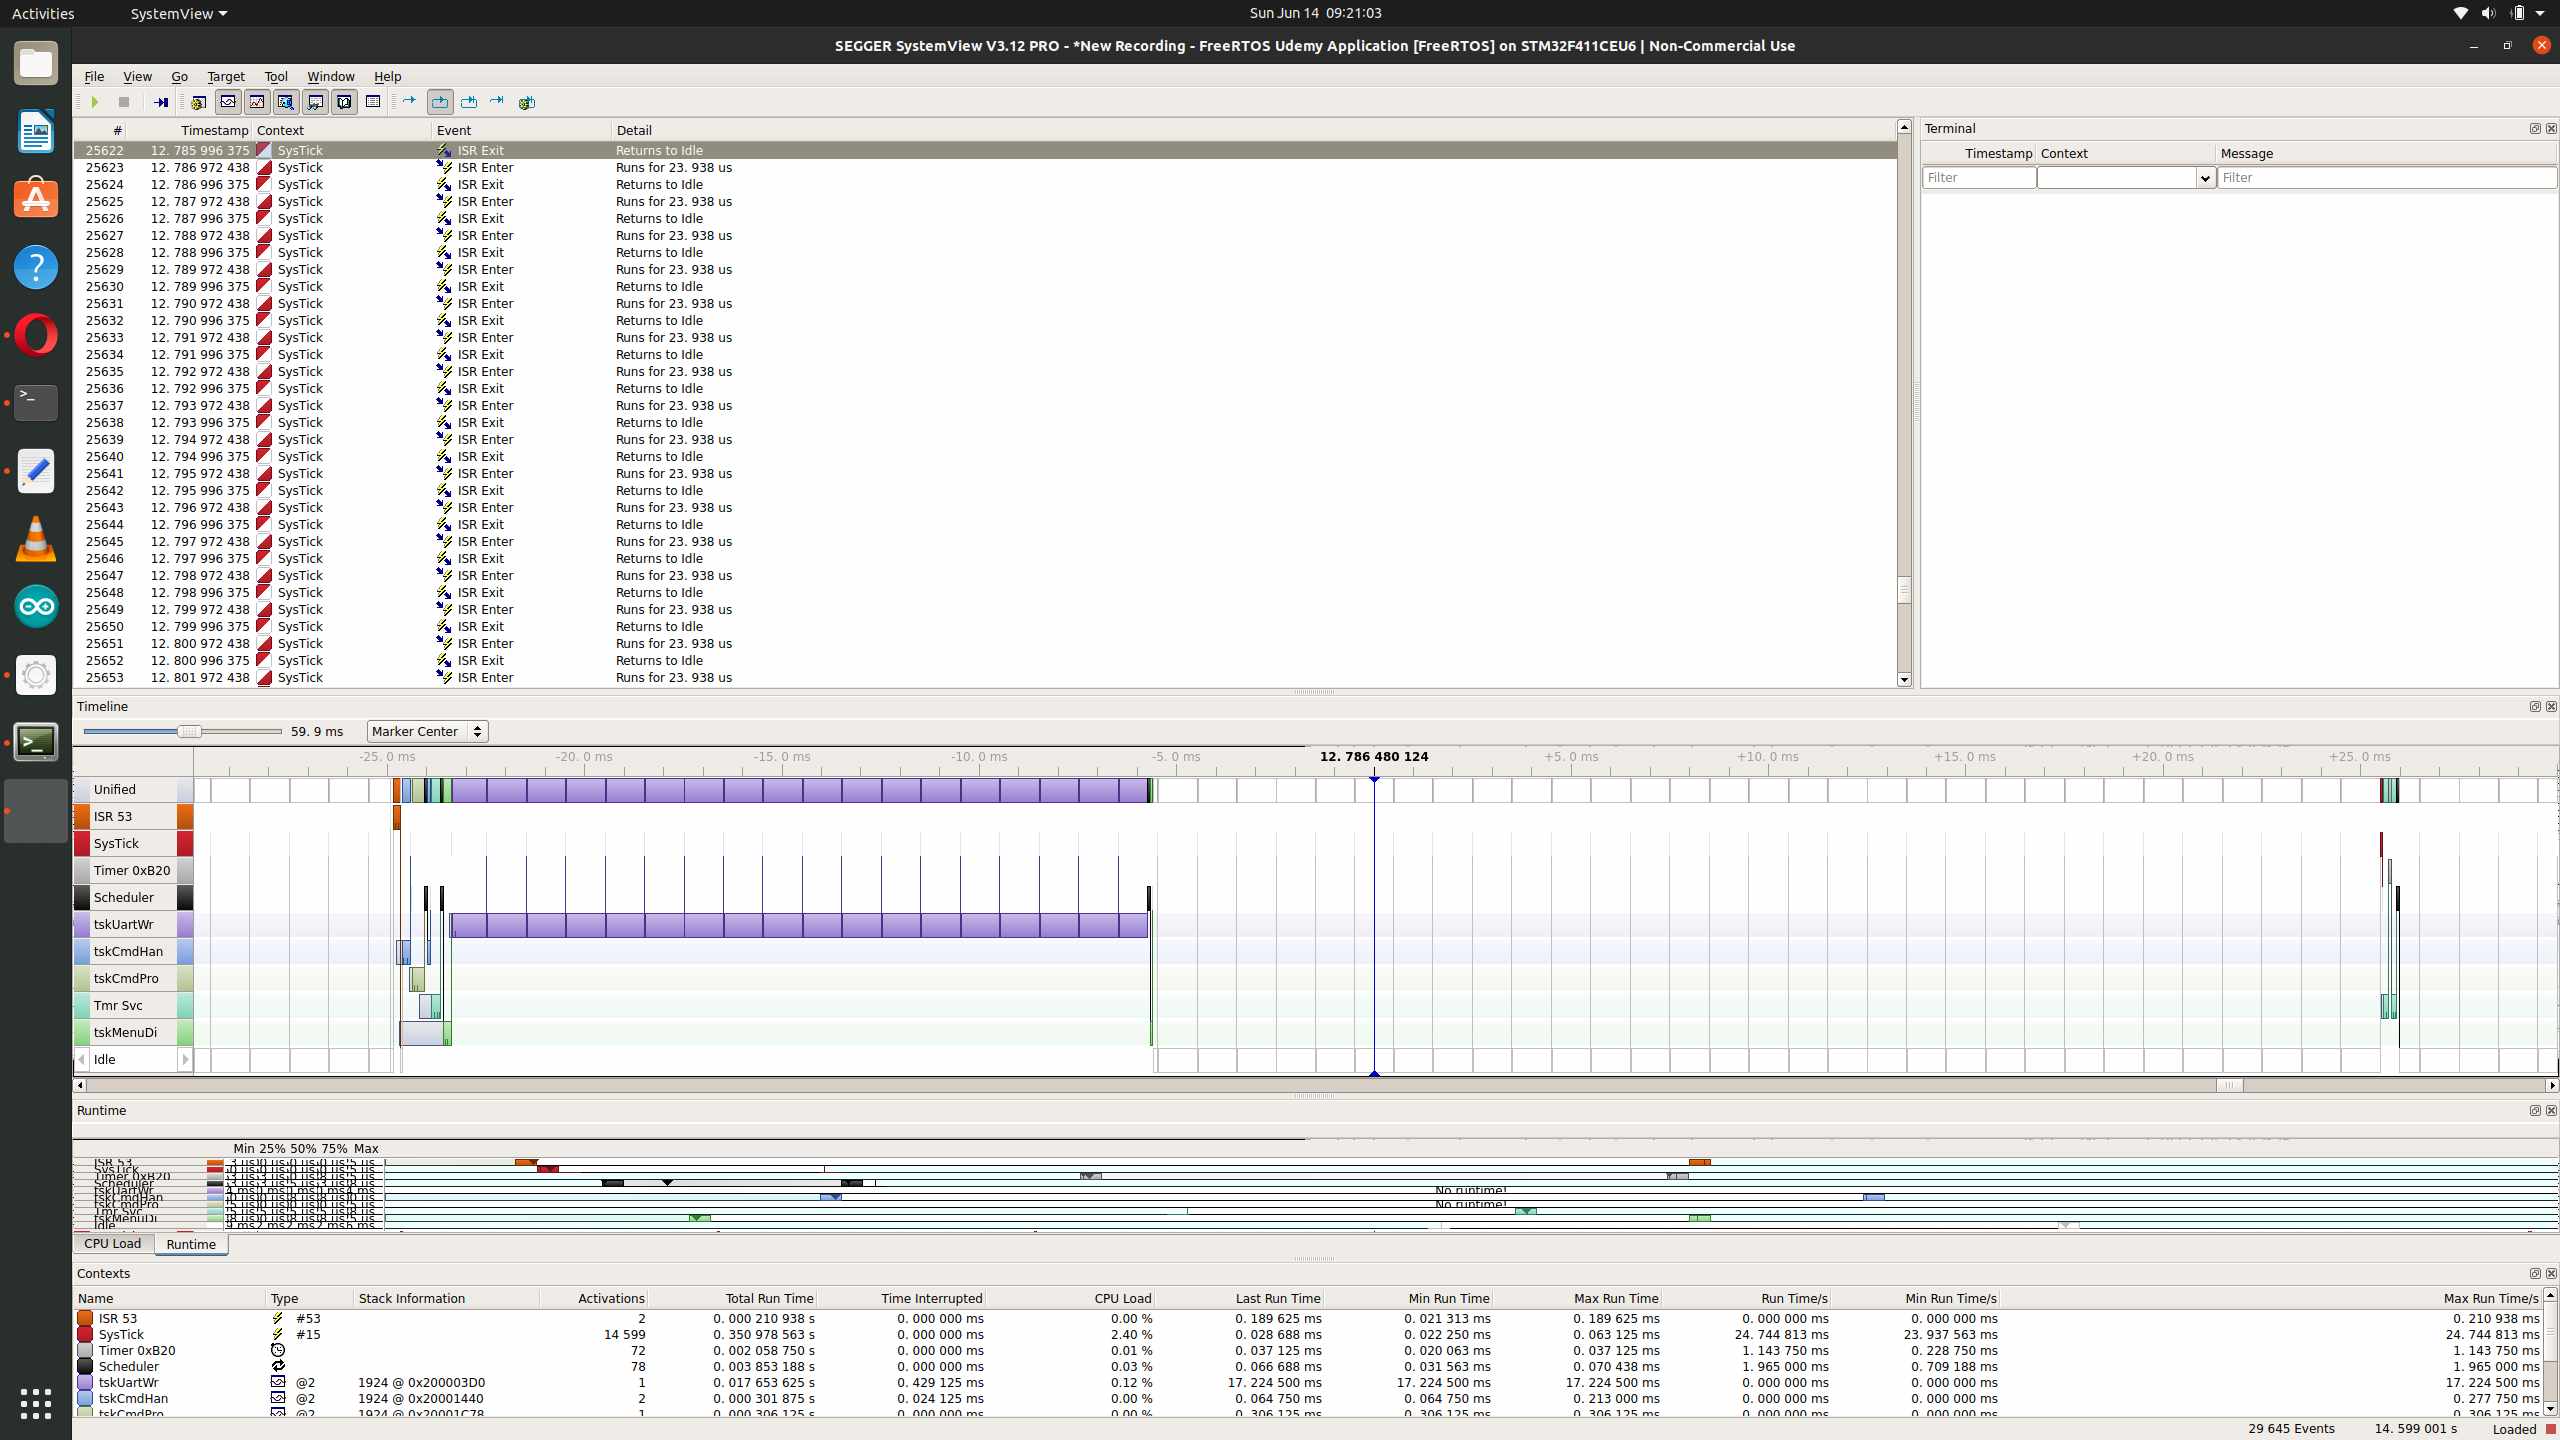 Activities SystemView Sun Jun 14 09:21:03
SEGGER SystemView V3.12 PRO - *New Recording - FreeRTOS Udemy Application [FreeRTOS] on STM32F411CEU6 | Non-Commercial Use
File View Go Target Tool Window Help
# Timestamp Context Event Detail
25622 12. 785 996 375 SysTick ISR Exit Returns to Idle
25623 12. 786 972 438 SysTick ISR Enter Runs for 23. 938 us
25624 12. 786 996 375 SysTick ISR Exit Returns to Idle
25625 12. 787 972 438 SysTick ISR Enter Runs for 23. 938 us
25626 12. 787 996 375 SysTick ISR Exit Returns to Idle
25627 12. 788 972 438 SysTick ISR Enter Runs for 23. 938 us
25628 12. 788 996 375 SysTick ISR Exit Returns to Idle
25629 12. 789 972 438 SysTick ISR Enter Runs for 23. 938 us
25630 12. 789 996 375 SysTick ISR Exit Returns to Idle
25631 12. 790 972 438 SysTick ISR Enter Runs for 23. 938 us
25632 12. 790 996 375 SysTick ISR Exit Returns to Idle
25633 12. 791 972 438 SysTick ISR Enter Runs for 23. 938 us
25634 12. 791 996 375 SysTick ISR Exit Returns to Idle
25635 12. 792 972 438 SysTick ISR Enter Runs for 23. 938 us
25636 12. 792 996 375 SysTick ISR Exit Returns to Idle
25637 12. 793 972 438 SysTick ISR Enter Runs for 23. 938 us
25638 12. 793 996 375 SysTick ISR Exit Returns to Idle
25639 12. 794 972 438 SysTick ISR Enter Runs for 23. 938 us
25640 12. 794 996 375 SysTick ISR Exit Returns to Idle
25641 12. 795 972 438 SysTick ISR Enter Runs for 23. 938 us
25642 12. 795 996 375 SysTick ISR Exit Returns to Idle
25643 12. 796 972 438 SysTick ISR Enter Runs for 23. 938 us
25644 12. 796 996 375 SysTick ISR Exit Returns to Idle
25645 12. 797 972 438 SysTick ISR Enter Runs for 23. 938 us
25646 12. 797 996 375 SysTick ISR Exit Returns to Idle
25647 12. 798 972 438 SysTick ISR Enter Runs for 23. 938 us
25648 12. 798 996 375 SysTick ISR Exit Returns to Idle
25649 12. 799 972 438 SysTick ISR Enter Runs for 23. 938 us
25650 12. 799 996 375 SysTick ISR Exit Returns to Idle
25651 12. 800 972 438 SysTick ISR Enter Runs for 23. 938 us
25652 12. 800 996 375 SysTick ISR Exit Returns to Idle
25653 12. 801 972 438 SysTick ISR Enter Runs for 23. 938 us
Terminal
Timestamp Context Message
Filter Filter
Timeline
59. 9 ms Marker Center
-25. 0 ms -20. 0 ms -15. 0 ms -10. 0 ms -5. 0 ms 12. 786 480 124 +5. 0 ms +10. 0 ms +15. 0 ms +20. 0 ms +25. 0 ms
Unified
ISR 53
SysTick
Timer 0xB20
Scheduler
tskUartWr
tskCmdHan
tskCmdPro
Tmr Svc
tskMenuDi
Idle
Runtime
Min 25% 50% 75% Max
ISR 53
SysTick
Timer 0xB20
Scheduler
tskUartWr No runtime!
tskCmdHan
tskCmdPro No runtime!
Tmr Svc
tskMenuDi
Idle
CPU Load Runtime
Contexts
Name Type Stack Information Activations Total Run Time Time Interrupted CPU Load Last Run Time Min Run Time Max Run Time Run Time/s Min Run Time/s Max Run Time/s
ISR 53 #53 2 0. 000 210 938 s 0. 000 000 ms 0.00 % 0. 189 625 ms 0. 021 313 ms 0. 189 625 ms 0. 000 000 ms 0. 000 000 ms 0. 210 938 ms
SysTick #15 14 599 0. 350 978 563 s 0. 000 000 ms 2.40 % 0. 028 688 ms 0. 022 250 ms 0. 063 125 ms 24. 744 813 ms 23. 937 563 ms 24. 744 813 ms
Timer 0xB20 72 0. 002 058 750 s 0. 000 000 ms 0.01 % 0. 037 125 ms 0. 020 063 ms 0. 037 125 ms 1. 143 750 ms 0. 228 750 ms 1. 143 750 ms
Scheduler 78 0. 003 853 188 s 0. 000 000 ms 0.03 % 0. 066 688 ms 0. 031 563 ms 0. 070 438 ms 1. 965 000 ms 0. 709 188 ms 1. 965 000 ms
tskUartWr @2 1924 @ 0x200003D0 1 0. 017 653 625 s 0. 429 125 ms 0.12 % 17. 224 500 ms 17. 224 500 ms 17. 224 500 ms 0. 000 000 ms 0. 000 000 ms 17. 224 500 ms
tskCmdHan @2 1924 @ 0x20001440 2 0. 000 301 875 s 0. 024 125 ms 0.00 % 0. 064 750 ms 0. 064 750 ms 0. 213 000 ms 0. 000 000 ms 0. 000 000 ms 0. 277 750 ms
tskCmdPro @2 1924 @ 0x20001C78 1 0. 000 306 125 s 0. 000 000 ms 0.00 % 0. 306 125 ms 0. 306 125 ms 0. 306 125 ms 0. 000 000 ms 0. 000 000 ms 0. 306 125 ms
29 645 Events 14. 599 001 s Loaded